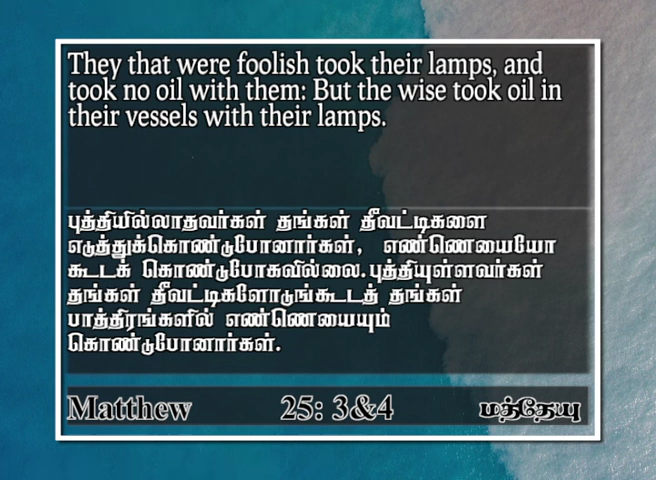 They that were foolish took their lamps, and
took no oil with them: But the wise took oil in
their vessels with their lamps.
புத்தியில்லாதவர்கள் தங்கள் தீவட்டிகளை
எடுத்துக்கொண்டுபோனார்கள், எண்ணெயையோ
கூடக் கொண்டுபோகவில்லை.புத்தியுள்ளவர்கள்
தங்கள் தீவட்டிகளோடுங்கூடத் தங்கள்
பாத்திரங்களில் எண்ணெயையும்
கொண்டுபோனார்கள்.
Matthew 25: 3&4 மத்தேயு